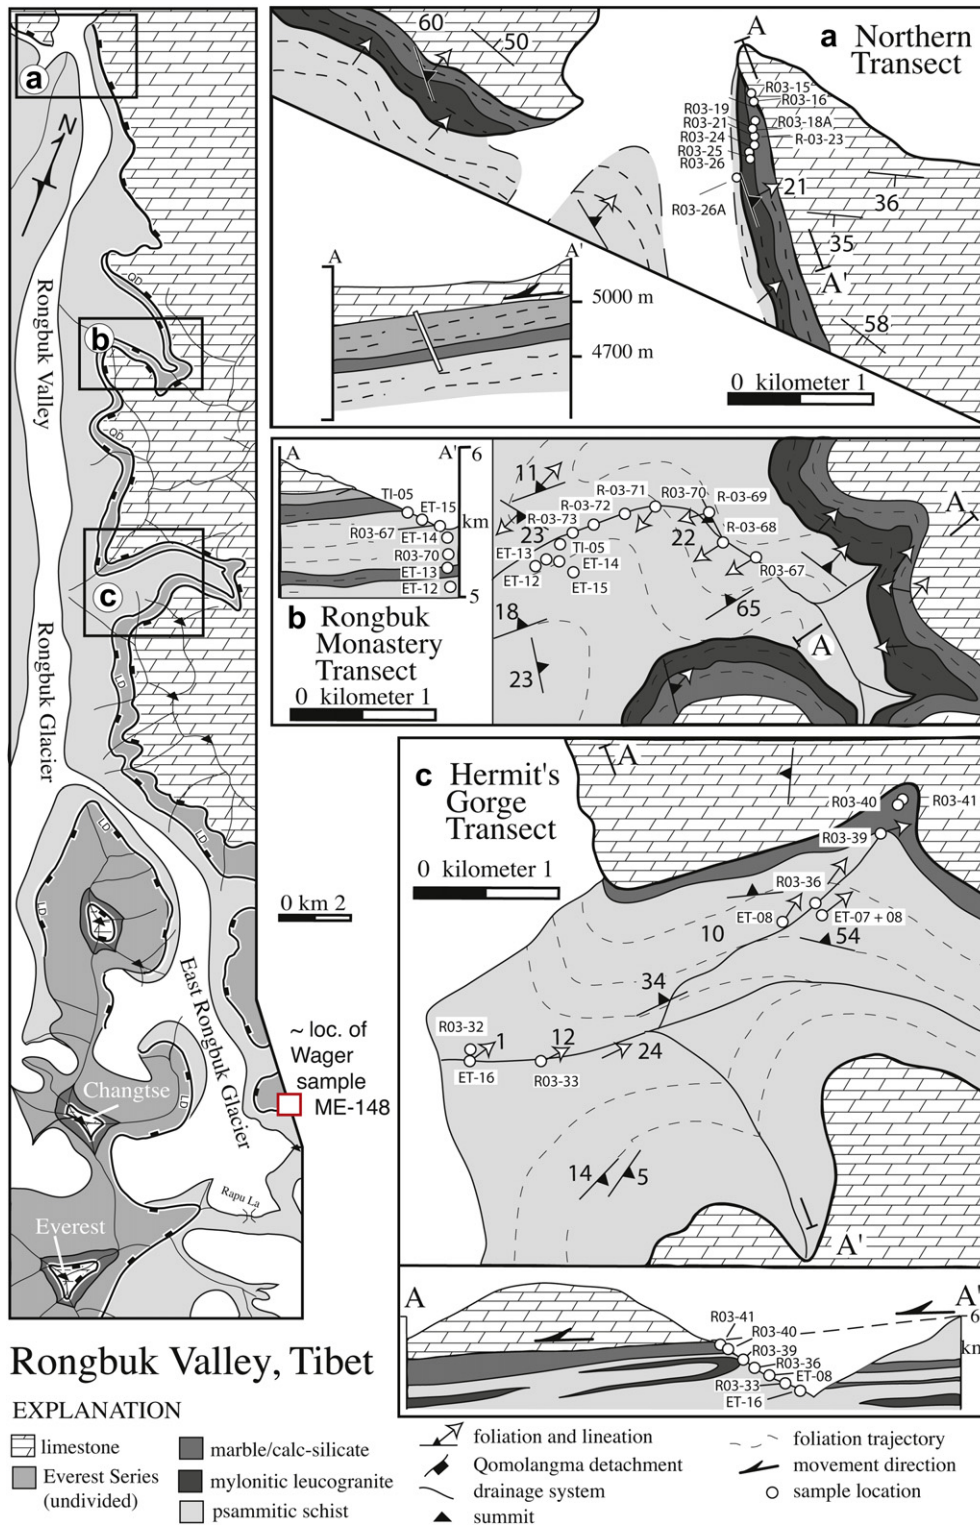 a
N
Rongbuk Valley
QD
b
QD
c
Rongbuk Glacier
LD
LD
LD
LD
0 km 2
East Rongbuk Glacier
~ loc. of
Wager
sample
ME-148
Changtse
LD
Rapu La
Everest
a Northern
Transect
60
50
A
R03-15
R03-16
R03-19
R03-21
R03-18A
R03-24
R-03-23
R03-25
R03-26
R03-26A
21
36
35
A'
58
A
A'
5000 m
4700 m
0 kilometer 1
A
A'
6
TI-05
ET-15
km
R03-67
ET-14
R03-70
ET-13
ET-12
5
b Rongbuk
Monastery
Transect
0 kilometer 1
11
R-03-71
R03-70
R-03-69
R-03-72
R-03-73
23
22
R-03-68
ET-13
TI-05
ET-14
R03-67
ET-12
ET-15
18
65
23
A
A
c Hermit's
Gorge
Transect
0 kilometer 1
A
R03-40
R03-41
R03-39
R03-36
ET-08
ET-07 + 08
10
54
34
R03-32
1
12
24
ET-16
R03-33
14
5
A'
A
A'
R03-41
6
R03-40
km
R03-39
R03-36
ET-08
R03-33
ET-16
Rongbuk Valley, Tibet
EXPLANATION
limestone
Everest Series
(undivided)
marble/calc-silicate
mylonitic leucogranite
psammitic schist
foliation and lineation
Qomolangma detachment
drainage system
summit
foliation trajectory
movement direction
sample location